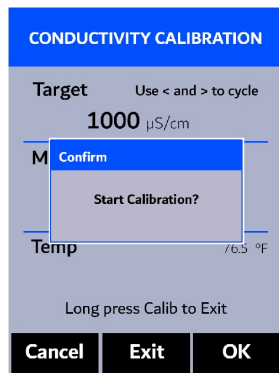 CONDUCTIVITY CALIBRATION
Target Use < and > to cycle
1000 µS/cm
Confirm
Start Calibration?
Temp 76.5 °F
Long press Calib to Exit
Cancel Exit OK